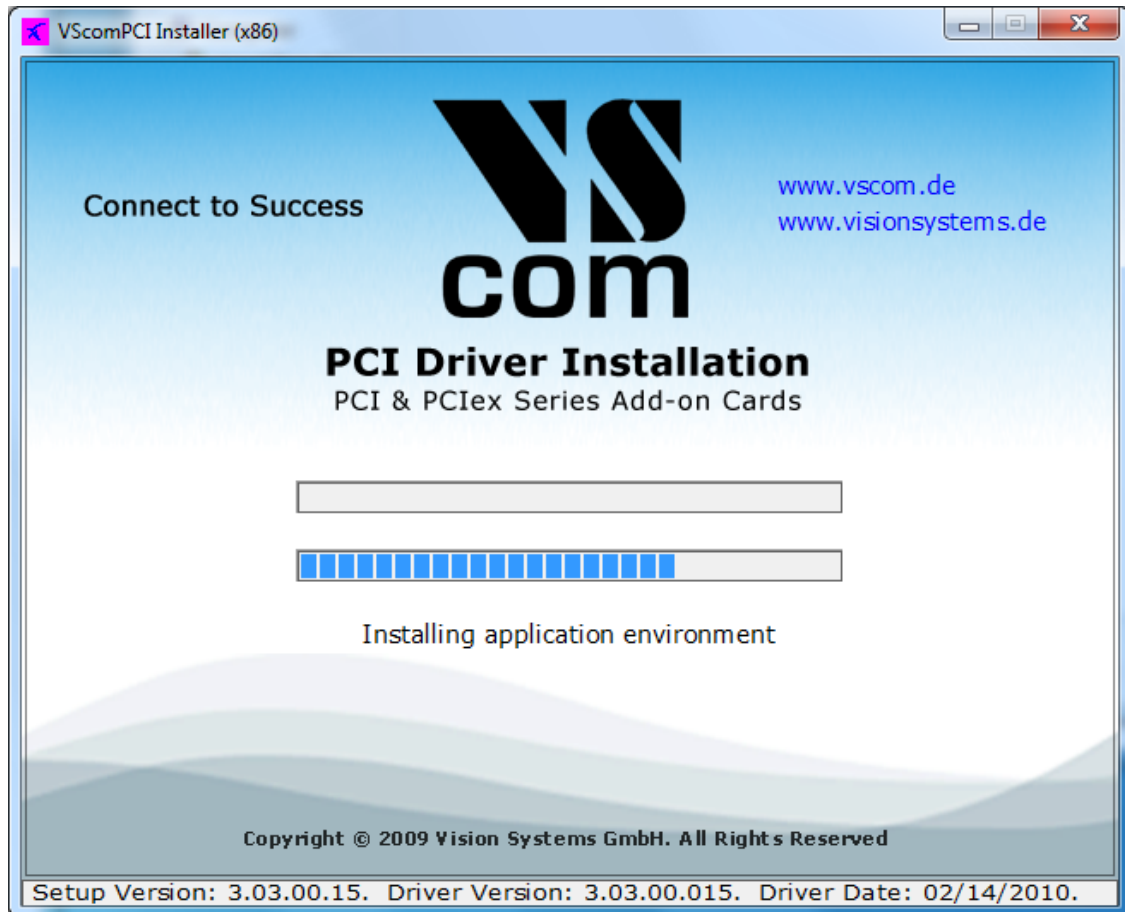 VScomPCI Installer (x86)
Connect to Success
VS
com
www.vscom.de
www.visionsystems.de
PCI Driver Installation
PCI & PCIex Series Add-on Cards
Installing application environment
Copyright © 2009 Vision Systems GmbH. All Rights Reserved
Setup Version: 3.03.00.15. Driver Version: 3.03.00.015. Driver Date: 02/14/2010.